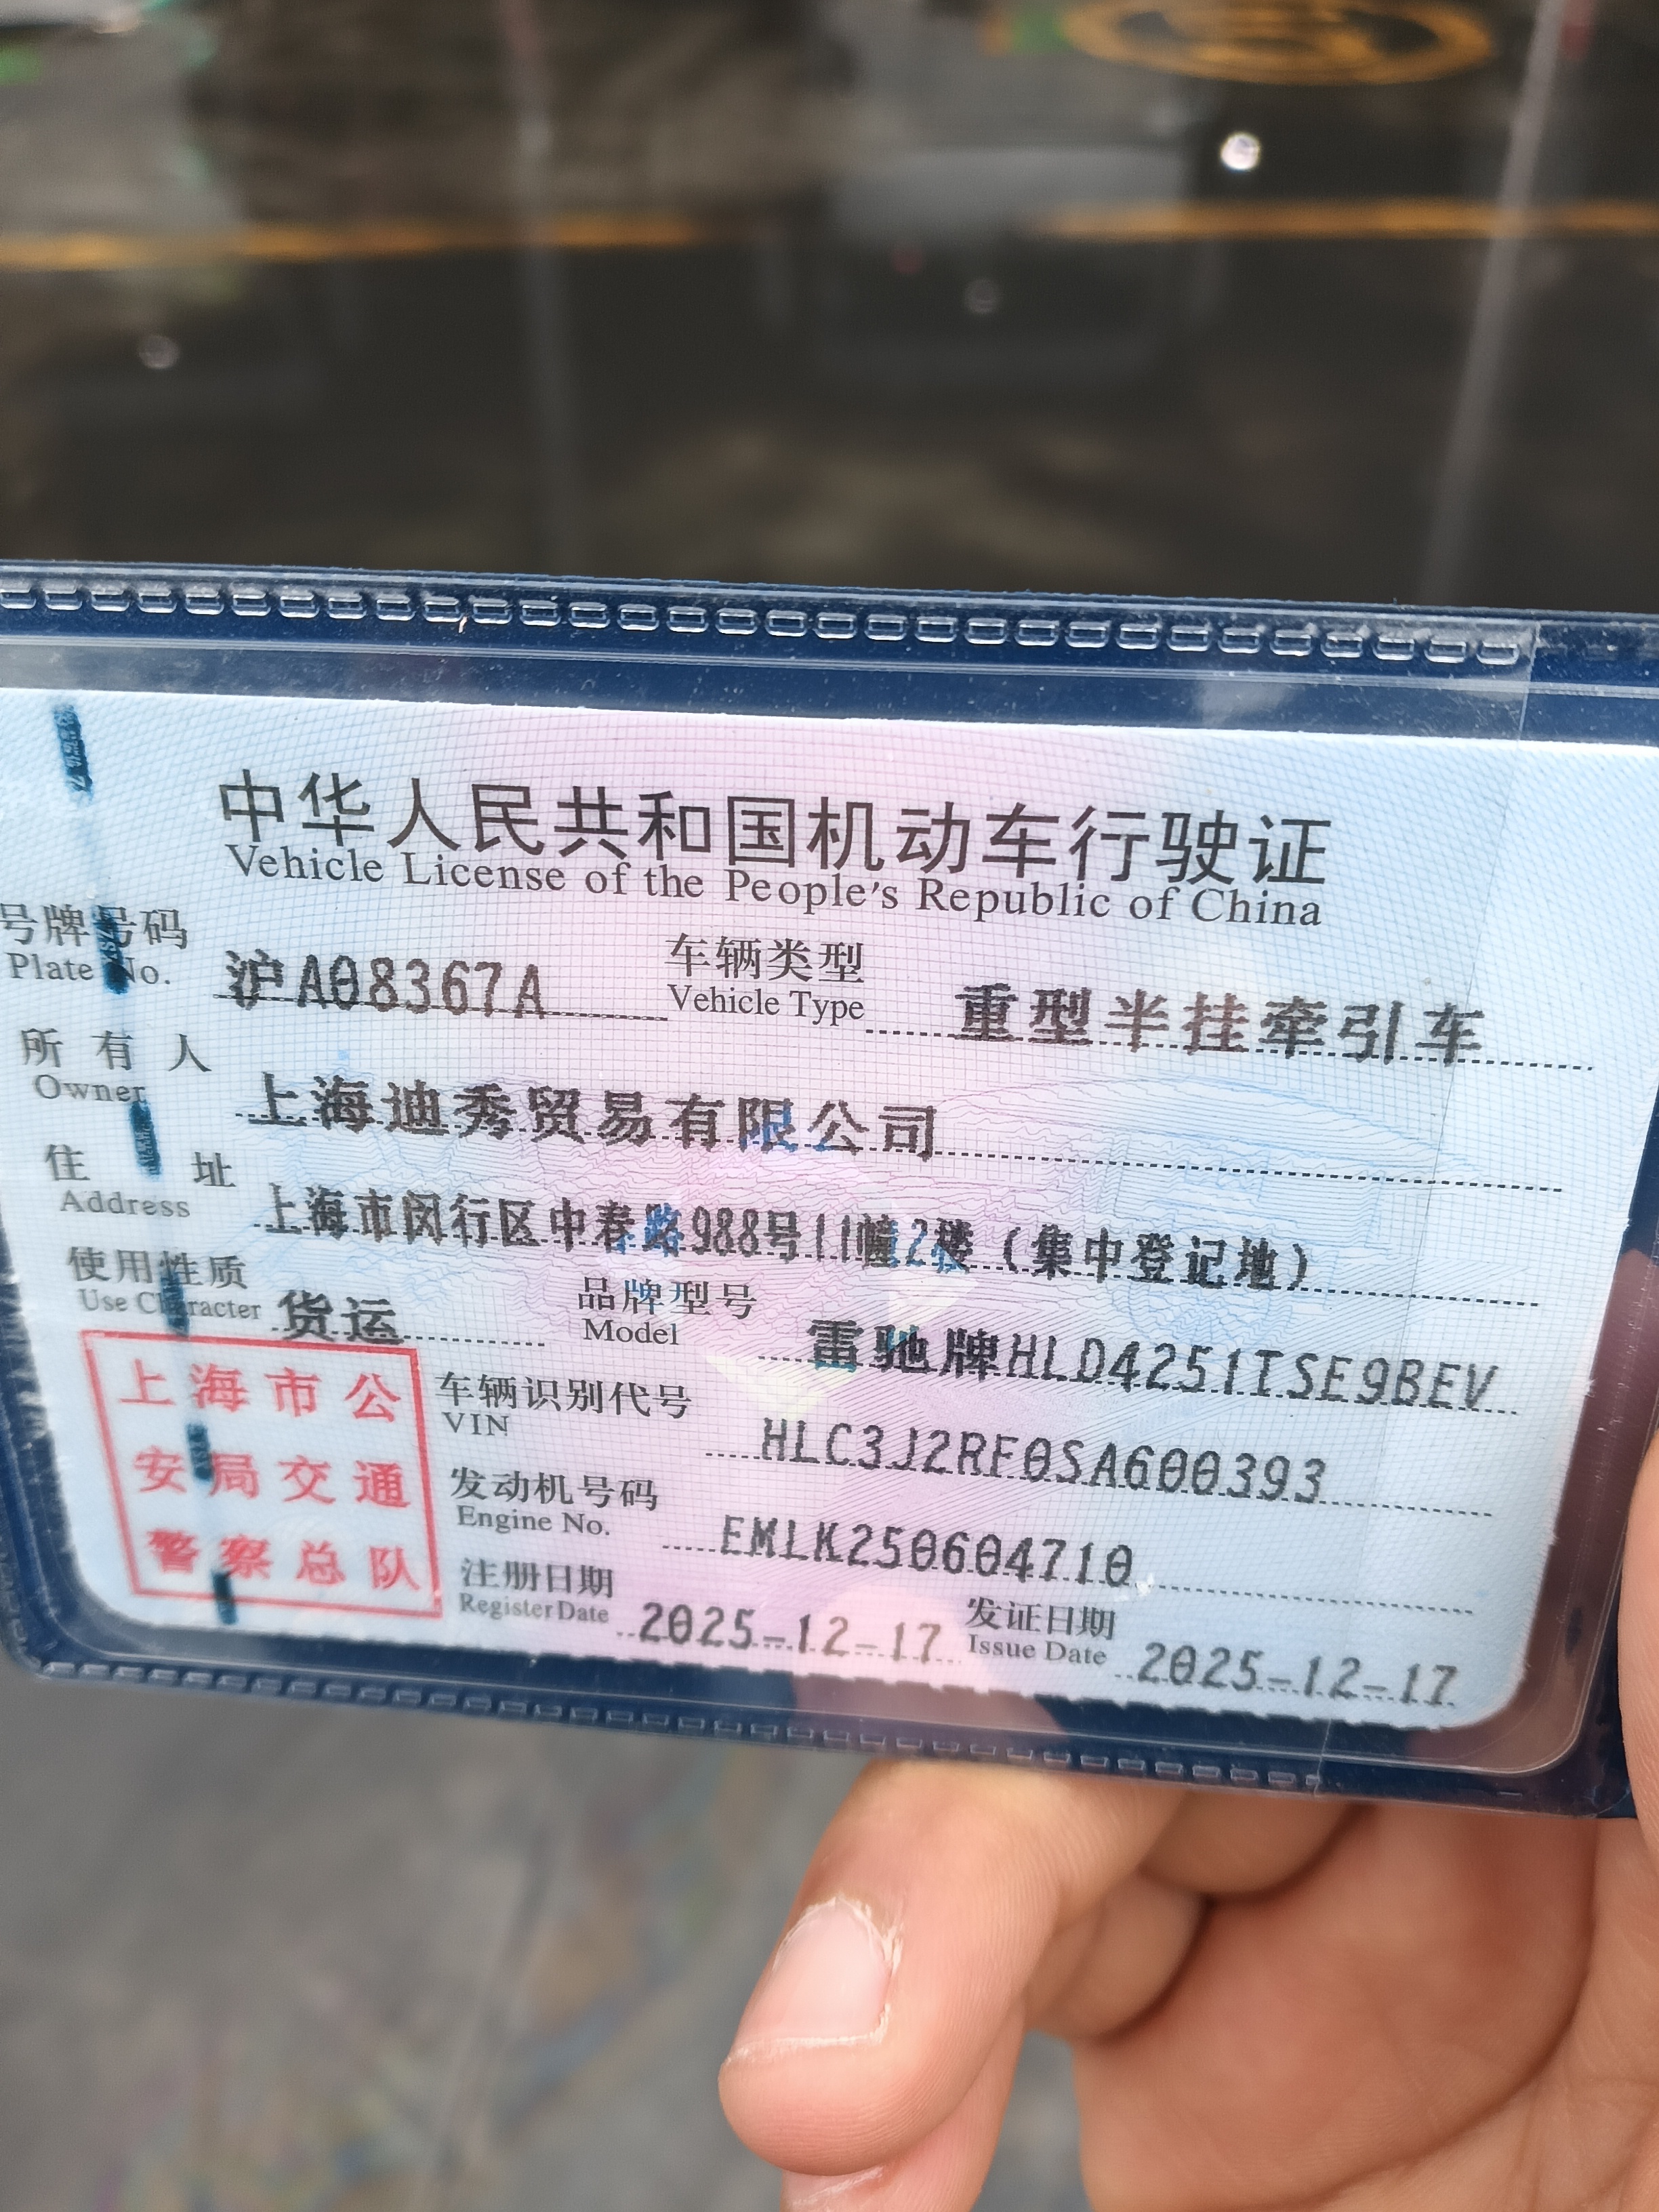 中华人民共和国机动车行驶证
Vehicle License of the People's Republic of China
号牌号码 沪A08367A 车辆类型 重型半挂牵引车
Plate No. Vehicle Type
所有人 上海迪秀贸易有限公司
Owner
住址 上海市闵行区中春路988号11幢2楼（集中登记地）
Address
使用性质 货运 品牌型号 雷驰牌HLD4251TSE9BEV
Use Character Model
车辆识别代号 HLC3J2RF0SA600393
VIN
发动机号码 EMLK250604710
Engine No.
注册日期 2025-12-17 发证日期 2025-12-17
Register Date Issue Date
上海市公
安局交通
警察总队